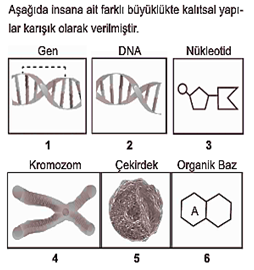 Aşağıda insana ait farklı büyüklükte kalıtsal yapı-
lar karışık olarak verilmiştir.
Gen DNA Nükleotid
1 2 3
Kromozom Çekirdek Organik Baz
A
4 5 6